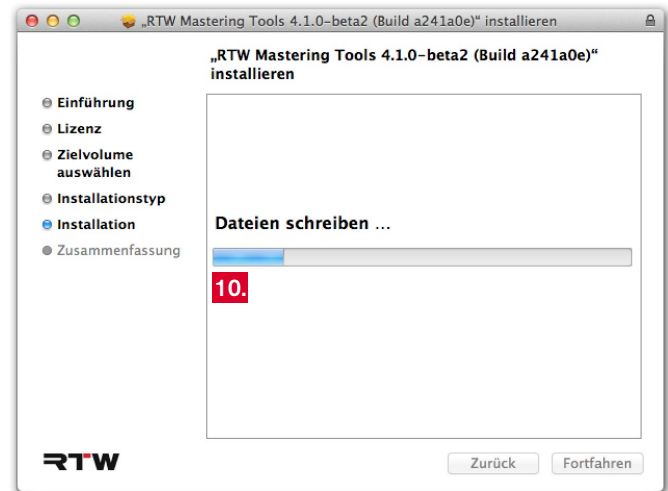 „RTW Mastering Tools 4.1.0-beta2 (Build a241a0e)“ installieren
„RTW Mastering Tools 4.1.0-beta2 (Build a241a0e)“
installieren
Einführung
Lizenz
Zielvolume
auswählen
Installationstyp
Installation
Zusammenfassung
Dateien schreiben ...
10.
RTW
Zurück
Fortfahren